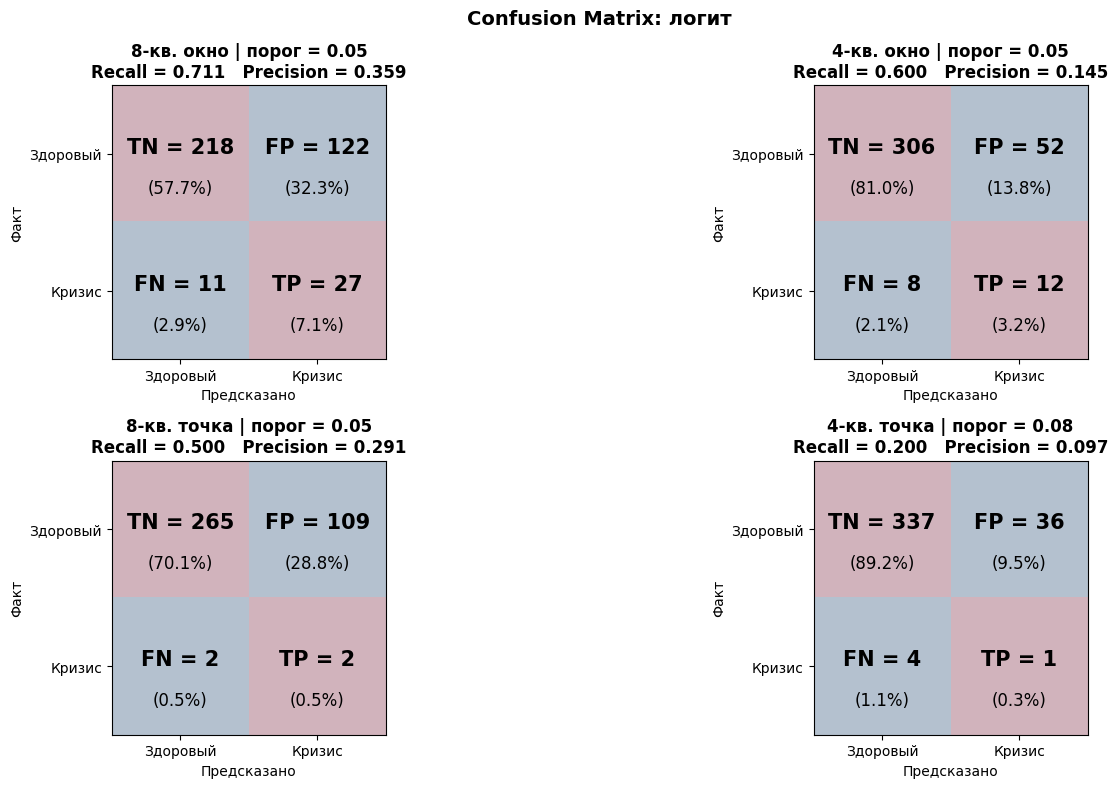 Confusion Matrix: логит
8-кв. окно | порог = 0.05
Recall = 0.711   Precision = 0.359
Факт
Здоровый
Кризис
TN = 218
(57.7%)
FP = 122
(32.3%)
FN = 11
(2.9%)
TP = 27
(7.1%)
Здоровый
Кризис
Предсказано
4-кв. окно | порог = 0.05
Recall = 0.600   Precision = 0.145
Факт
Здоровый
Кризис
TN = 306
(81.0%)
FP = 52
(13.8%)
FN = 8
(2.1%)
TP = 12
(3.2%)
Здоровый
Кризис
Предсказано
8-кв. точка | порог = 0.05
Recall = 0.500   Precision = 0.291
Факт
Здоровый
Кризис
TN = 265
(70.1%)
FP = 109
(28.8%)
FN = 2
(0.5%)
TP = 2
(0.5%)
Здоровый
Кризис
Предсказано
4-кв. точка | порог = 0.08
Recall = 0.200   Precision = 0.097
Факт
Здоровый
Кризис
TN = 337
(89.2%)
FP = 36
(9.5%)
FN = 4
(1.1%)
TP = 1
(0.3%)
Здоровый
Кризис
Предсказано